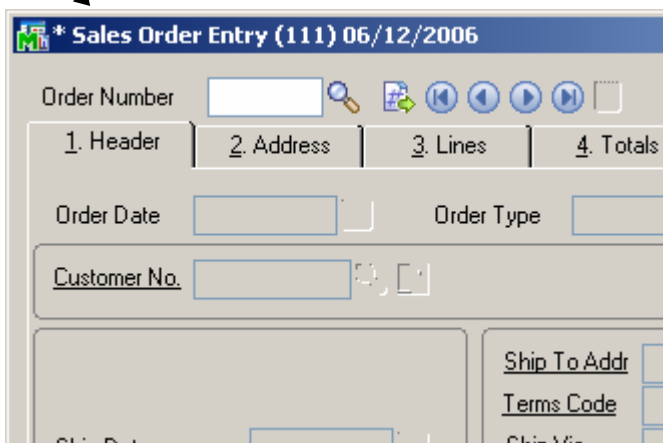 * Sales Order Entry (111) 06/12/2006
Order Number
1. Header 2. Address 3. Lines 4. Totals
Order Date Order Type
Customer No.
Ship To Addr
Terms Code